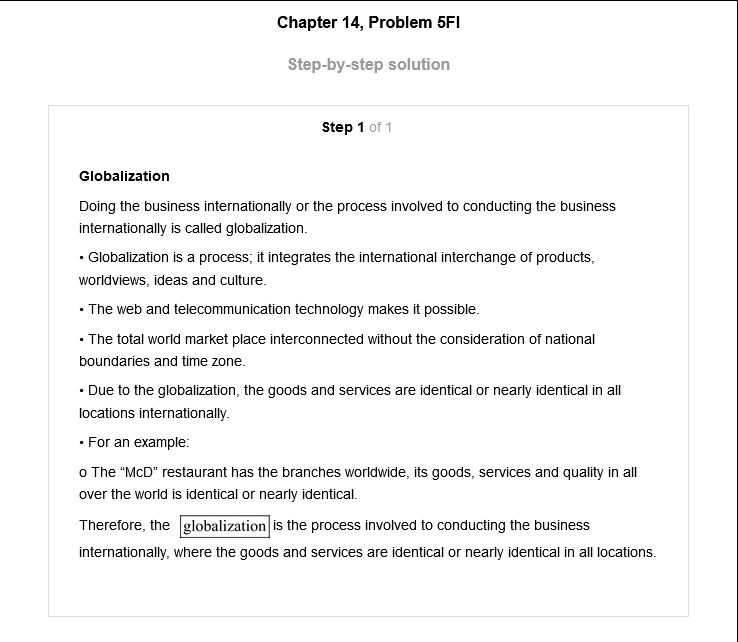 Chapter 14, Problem 5FI
Step-by-step solution
Step 1 of 1
Globalization
Doing the business internationally or the process involved to conducting the business
internationally is called globalization.
• Globalization is a process; it integrates the international interchange of products,
worldviews, ideas and culture.
• The web and telecommunication technology makes it possible.
• The total world market place interconnected without the consideration of national
boundaries and time zone.
• Due to the globalization, the goods and services are identical or nearly identical in all
locations internationally.
• For an example:
o The “McD” restaurant has the branches worldwide, its goods, services and quality in all
over the world is identical or nearly identical.
Therefore, the globalization is the process involved to conducting the business
internationally, where the goods and services are identical or nearly identical in all locations.